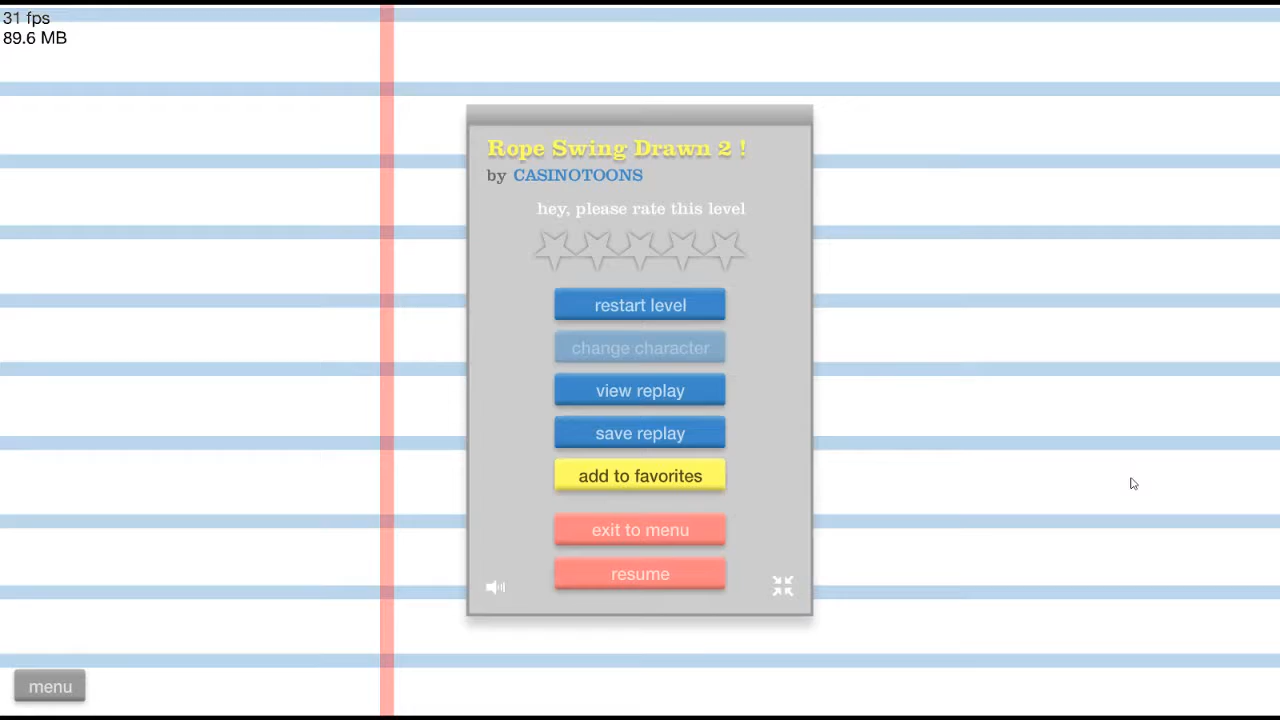 31 fps
89.6 MB
Rope Swing Drawn 2 !
by CASINOTOONS
hey, please rate this level
restart level
change character
view replay
save replay
add to favorites
exit to menu
resume
menu